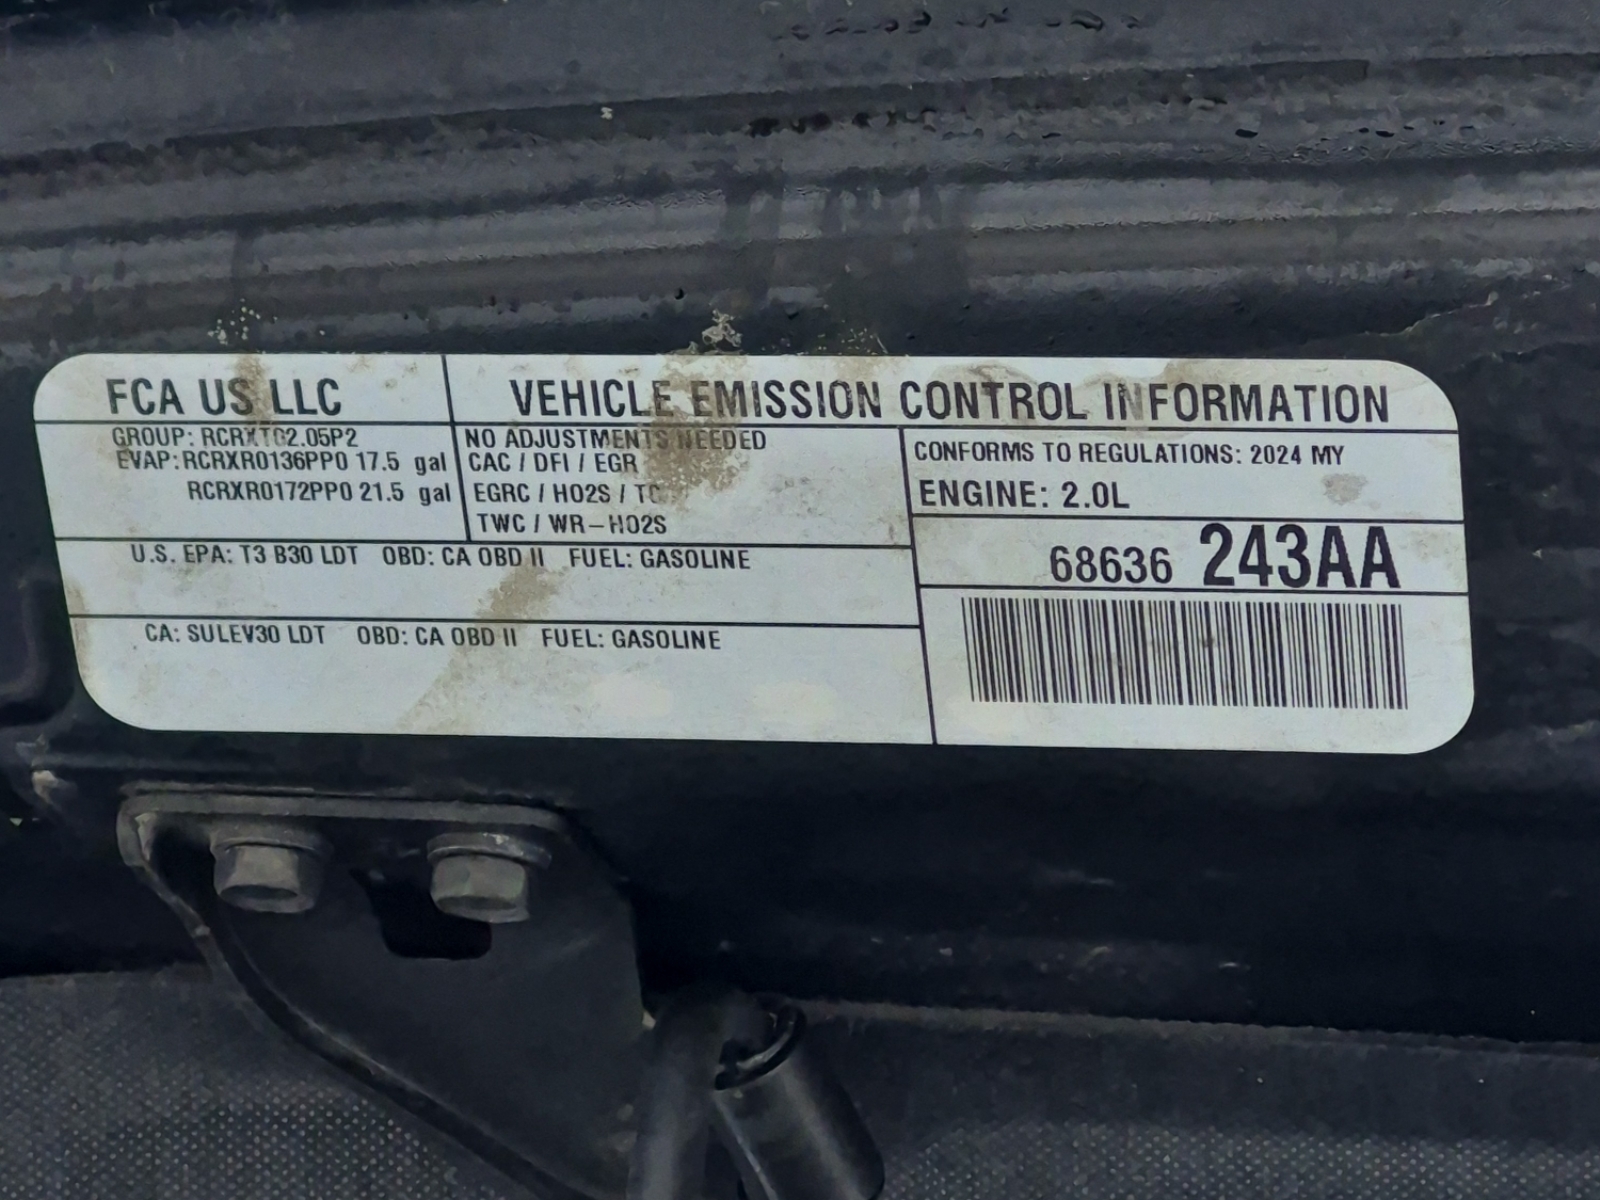 FCA US LLC
VEHICLE EMISSION CONTROL INFORMATION
GROUP: RCRXTG2.05P2
EVAP: RCRXR0136PP0 17.5 gal
RCRXR0172PP0 21.5 gal
NO ADJUSTMENTS NEEDED
CAC / DFI / EGR
EGRC / HO2S / TC
TWC / WR-HO2S
CONFORMS TO REGULATIONS: 2024 MY
ENGINE: 2.0L
68636 243AA
U.S. EPA: T3 B30 LDT OBD: CA OBD II FUEL: GASOLINE
CA: SULEV30 LDT OBD: CA OBD II FUEL: GASOLINE